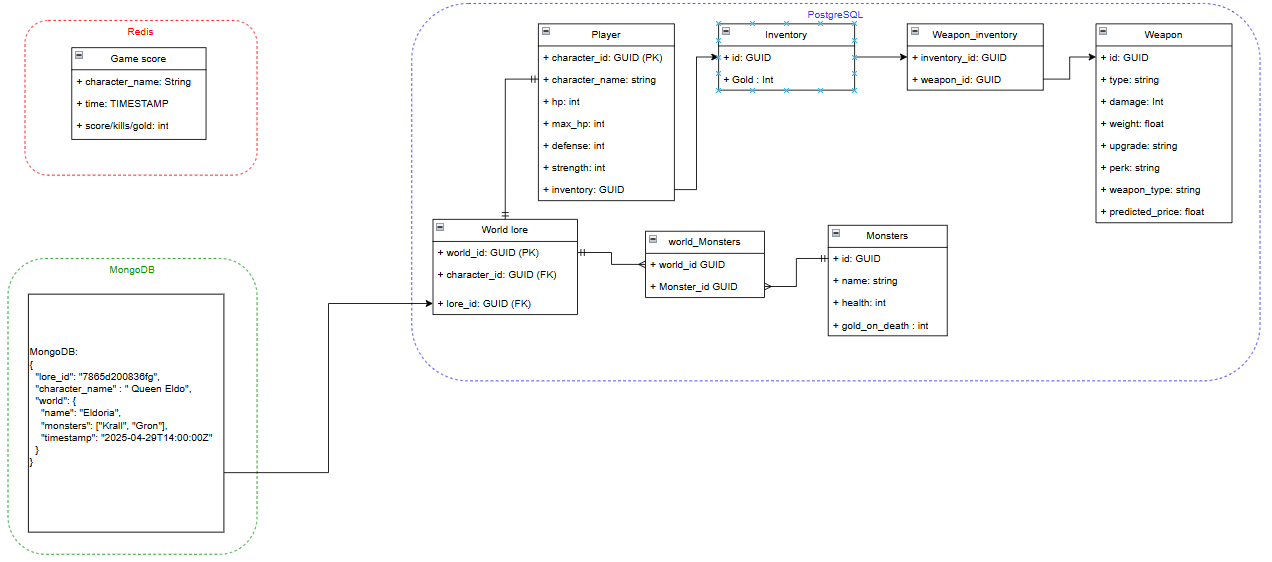 Redis
Game score
+ character_name: String
+ time: TIMESTAMP
+ score/kills/gold: int
MongoDB
MongoDB:
{
"lore_id": "7865d200836fg",
"character_name" : " Queen Eldo",
"world": {
"name": "Eldoria",
"monsters": ["Krall", "Gron"],
"timestamp": "2025-04-29T14:00:00Z"
}
}
PostgreSQL
Player
+ character_id: GUID (PK)
+ character_name: string
+ hp: int
+ max_hp: int
+ defense: int
+ strength: int
+ inventory: GUID
Inventory
+ id: GUID
+ Gold : Int
Weapon_inventory
+ inventory_id: GUID
+ weapon_id: GUID
Weapon
+ id: GUID
+ type: string
+ damage: Int
+ weight: float
+ upgrade: string
+ perk: string
+ weapon_type: string
+ predicted_price: float
World lore
+ world_id: GUID (PK)
+ character_id: GUID (FK)
+ lore_id: GUID (FK)
world_Monsters
+ world_id GUID
+ Monster_id GUID
Monsters
+ id: GUID
+ name: string
+ health: int
+ gold_on_death : int